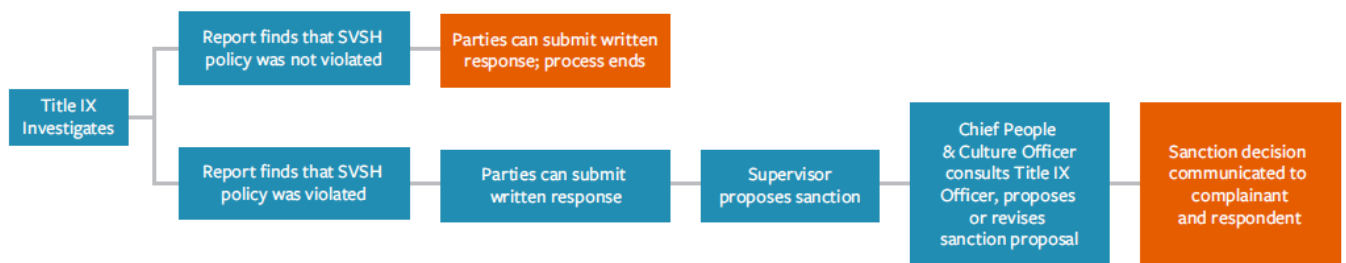 Title IX
Investigates
Report finds that SVSH
policy was not violated
Parties can submit written
response; process ends
Report finds that SVSH
policy was violated
Parties can submit
written response
Supervisor
proposes sanction
Chief People
& Culture Officer
consults Title IX
Officer, proposes
or revises
sanction proposal
Sanction decision
communicated to
complainant
and respondent